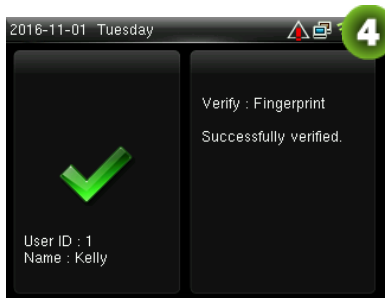 2016-11-01 Tuesday
4
Verify : Fingerprint
Successfully verified.
User ID : 1
Name : Kelly